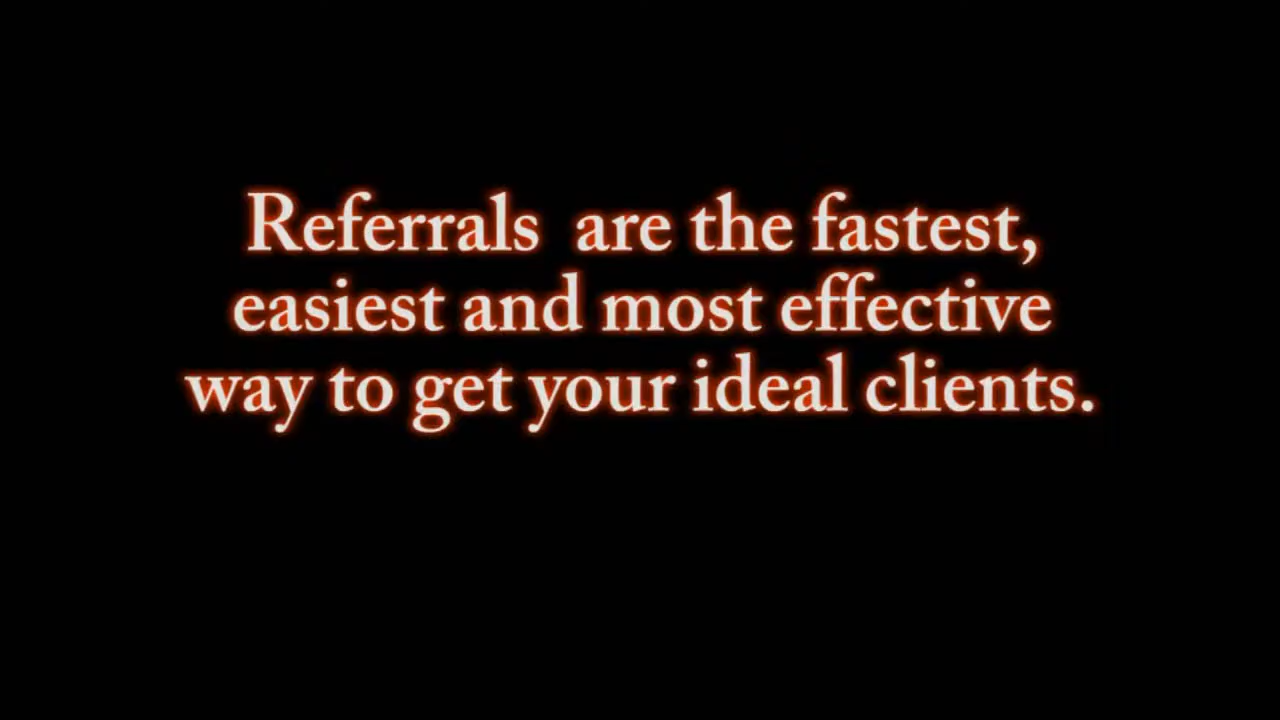 Referrals  are the fastest,
easiest and most effective
way to get your ideal clients.